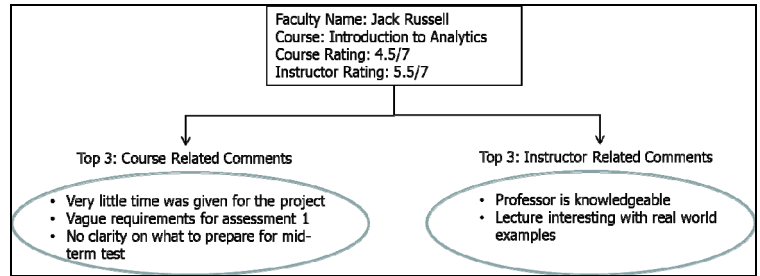 Faculty Name: Jack Russell
Course: Introduction to Analytics
Course Rating: 4.5/7
Instructor Rating: 5.5/7
Top 3: Course Related Comments
• Very little time was given for the project
• Vague requirements for assessment 1
• No clarity on what to prepare for mid-
term test
Top 3: Instructor Related Comments
• Professor is knowledgeable
• Lecture interesting with real world
examples